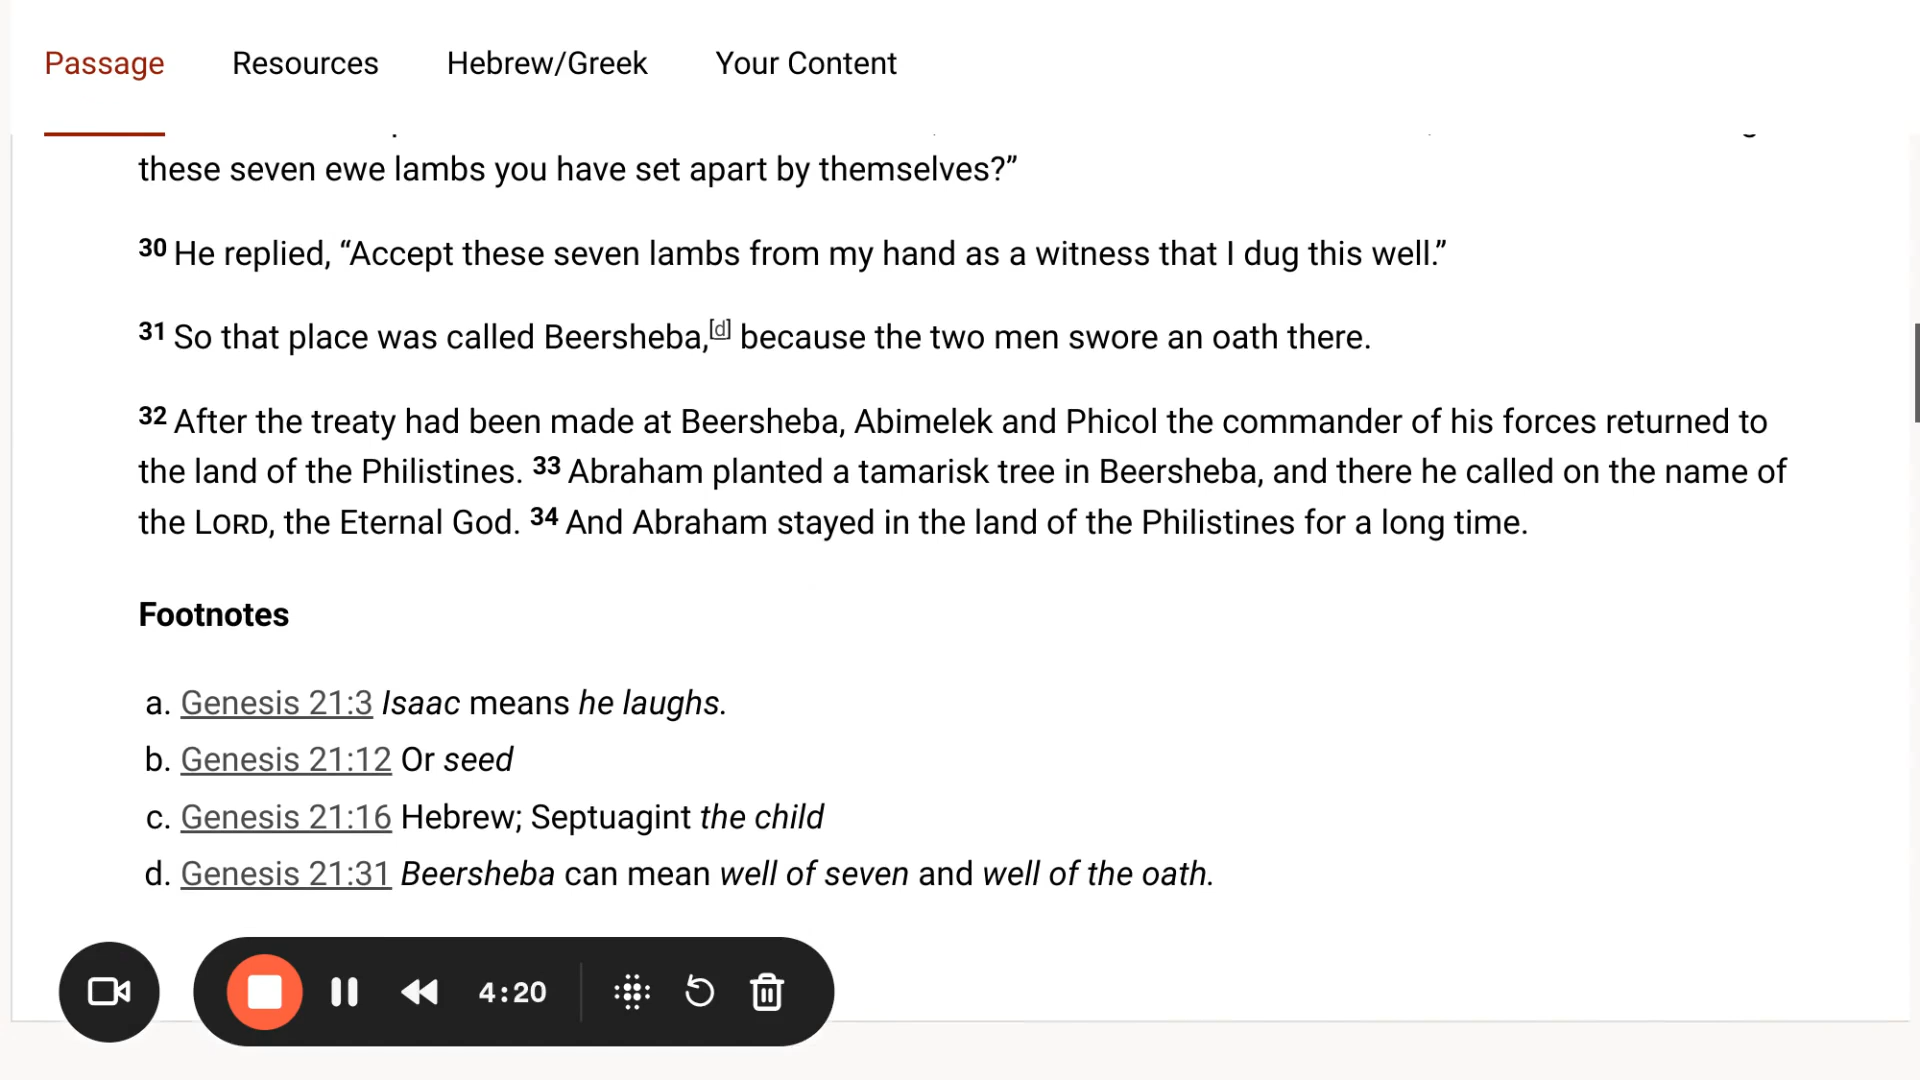 Passage Resources Hebrew/Greek Your Content
these seven ewe lambs you have set apart by themselves?”
30 He replied, “Accept these seven lambs from my hand as a witness that I dug this well.”
31 So that place was called Beersheba,[d] because the two men swore an oath there.
32 After the treaty had been made at Beersheba, Abimelek and Phicol the commander of his forces returned to
the land of the Philistines. 33 Abraham planted a tamarisk tree in Beersheba, and there he called on the name of
the LORD, the Eternal God. 34 And Abraham stayed in the land of the Philistines for a long time.
Footnotes
a. Genesis 21:3 Isaac means he laughs.
b. Genesis 21:12 Or seed
c. Genesis 21:16 Hebrew; Septuagint the child
d. Genesis 21:31 Beersheba can mean well of seven and well of the oath.
4:20